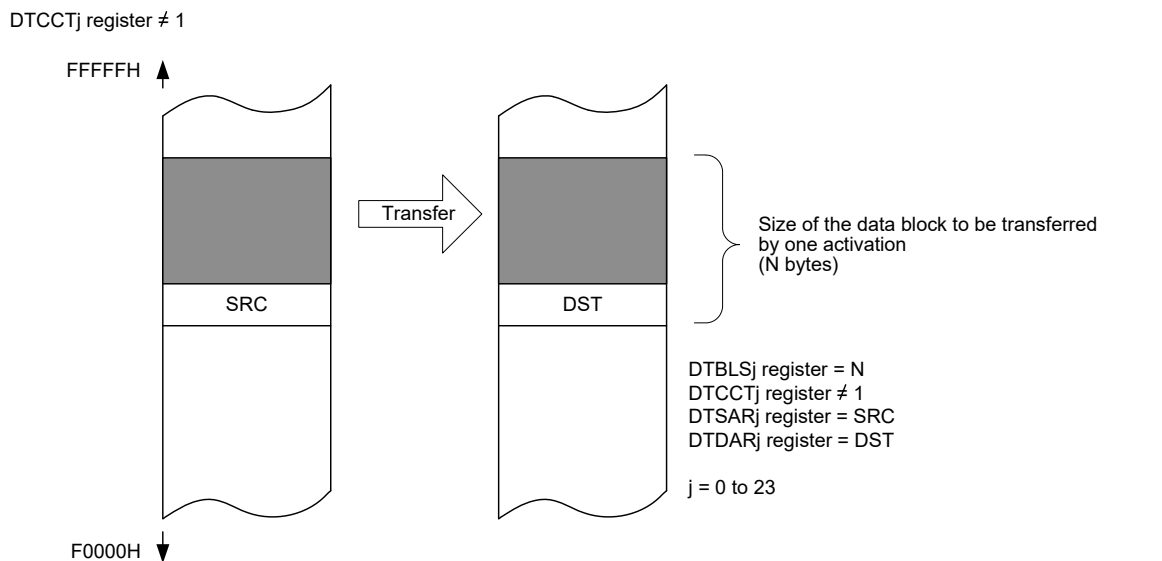 DTCCTj register ≠ 1
FFFFFH
Transfer
SRC
DST
Size of the data block to be transferred
by one activation
(N bytes)
DTBLSj register = N
DTCCTj register ≠ 1
DTSARj register = SRC
DTDARj register = DST
j = 0 to 23
F0000H